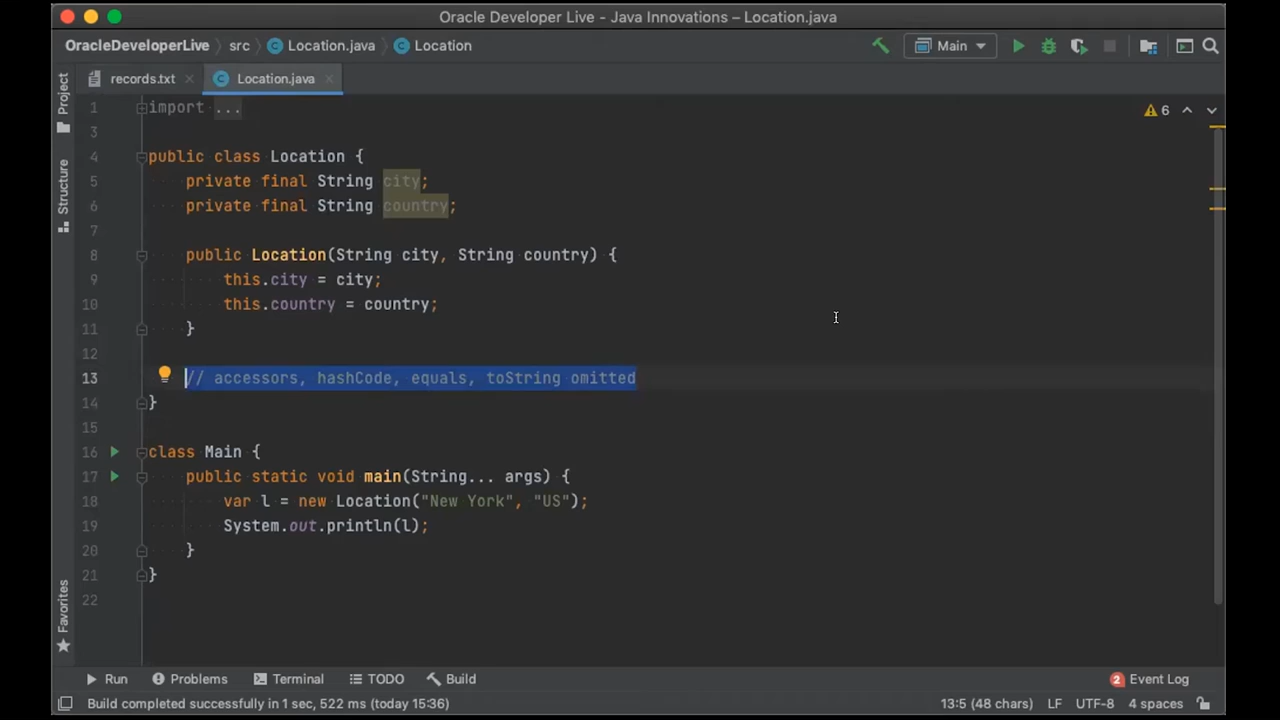 Oracle Developer Live - Java Innovations – Location.java
OracleDeveloperLive src Location.java Location Main
records.txt Location.java
Project
Structure
Favorites
1 import ...
6
3
4 public class Location {
5 private final String city;
6 private final String country;
7
8 public Location(String city, String country) {
9 this.city = city;
10 this.country = country;
11 }
12
13 // accessors, hashCode, equals, toString omitted
14 }
15
16 class Main {
17 public static void main(String... args) {
18 var l = new Location("New York", "US");
19 System.out.println(l);
20 }
21 }
22
Run Problems Terminal TODO Build 2 Event Log
Build completed successfully in 1 sec, 522 ms (today 15:36) 13:5 (48 chars) LF UTF-8 4 spaces